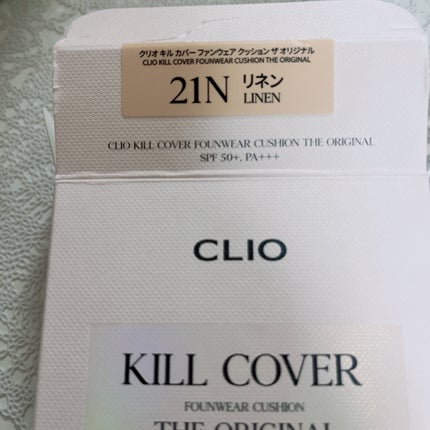 クリオ キル カバー ファンウェア クッション ザ オリジナル
CLIO KILL COVER FOUNWEAR CUSHION THE ORIGINAL
21N リネン
LINEN
CLIO KILL COVER FOUNWEAR CUSHION THE ORIGINAL
SPF 50+, PA+++
CLIO
KILL COVER
FOUNWEAR CUSHION
THE ORIGINAL